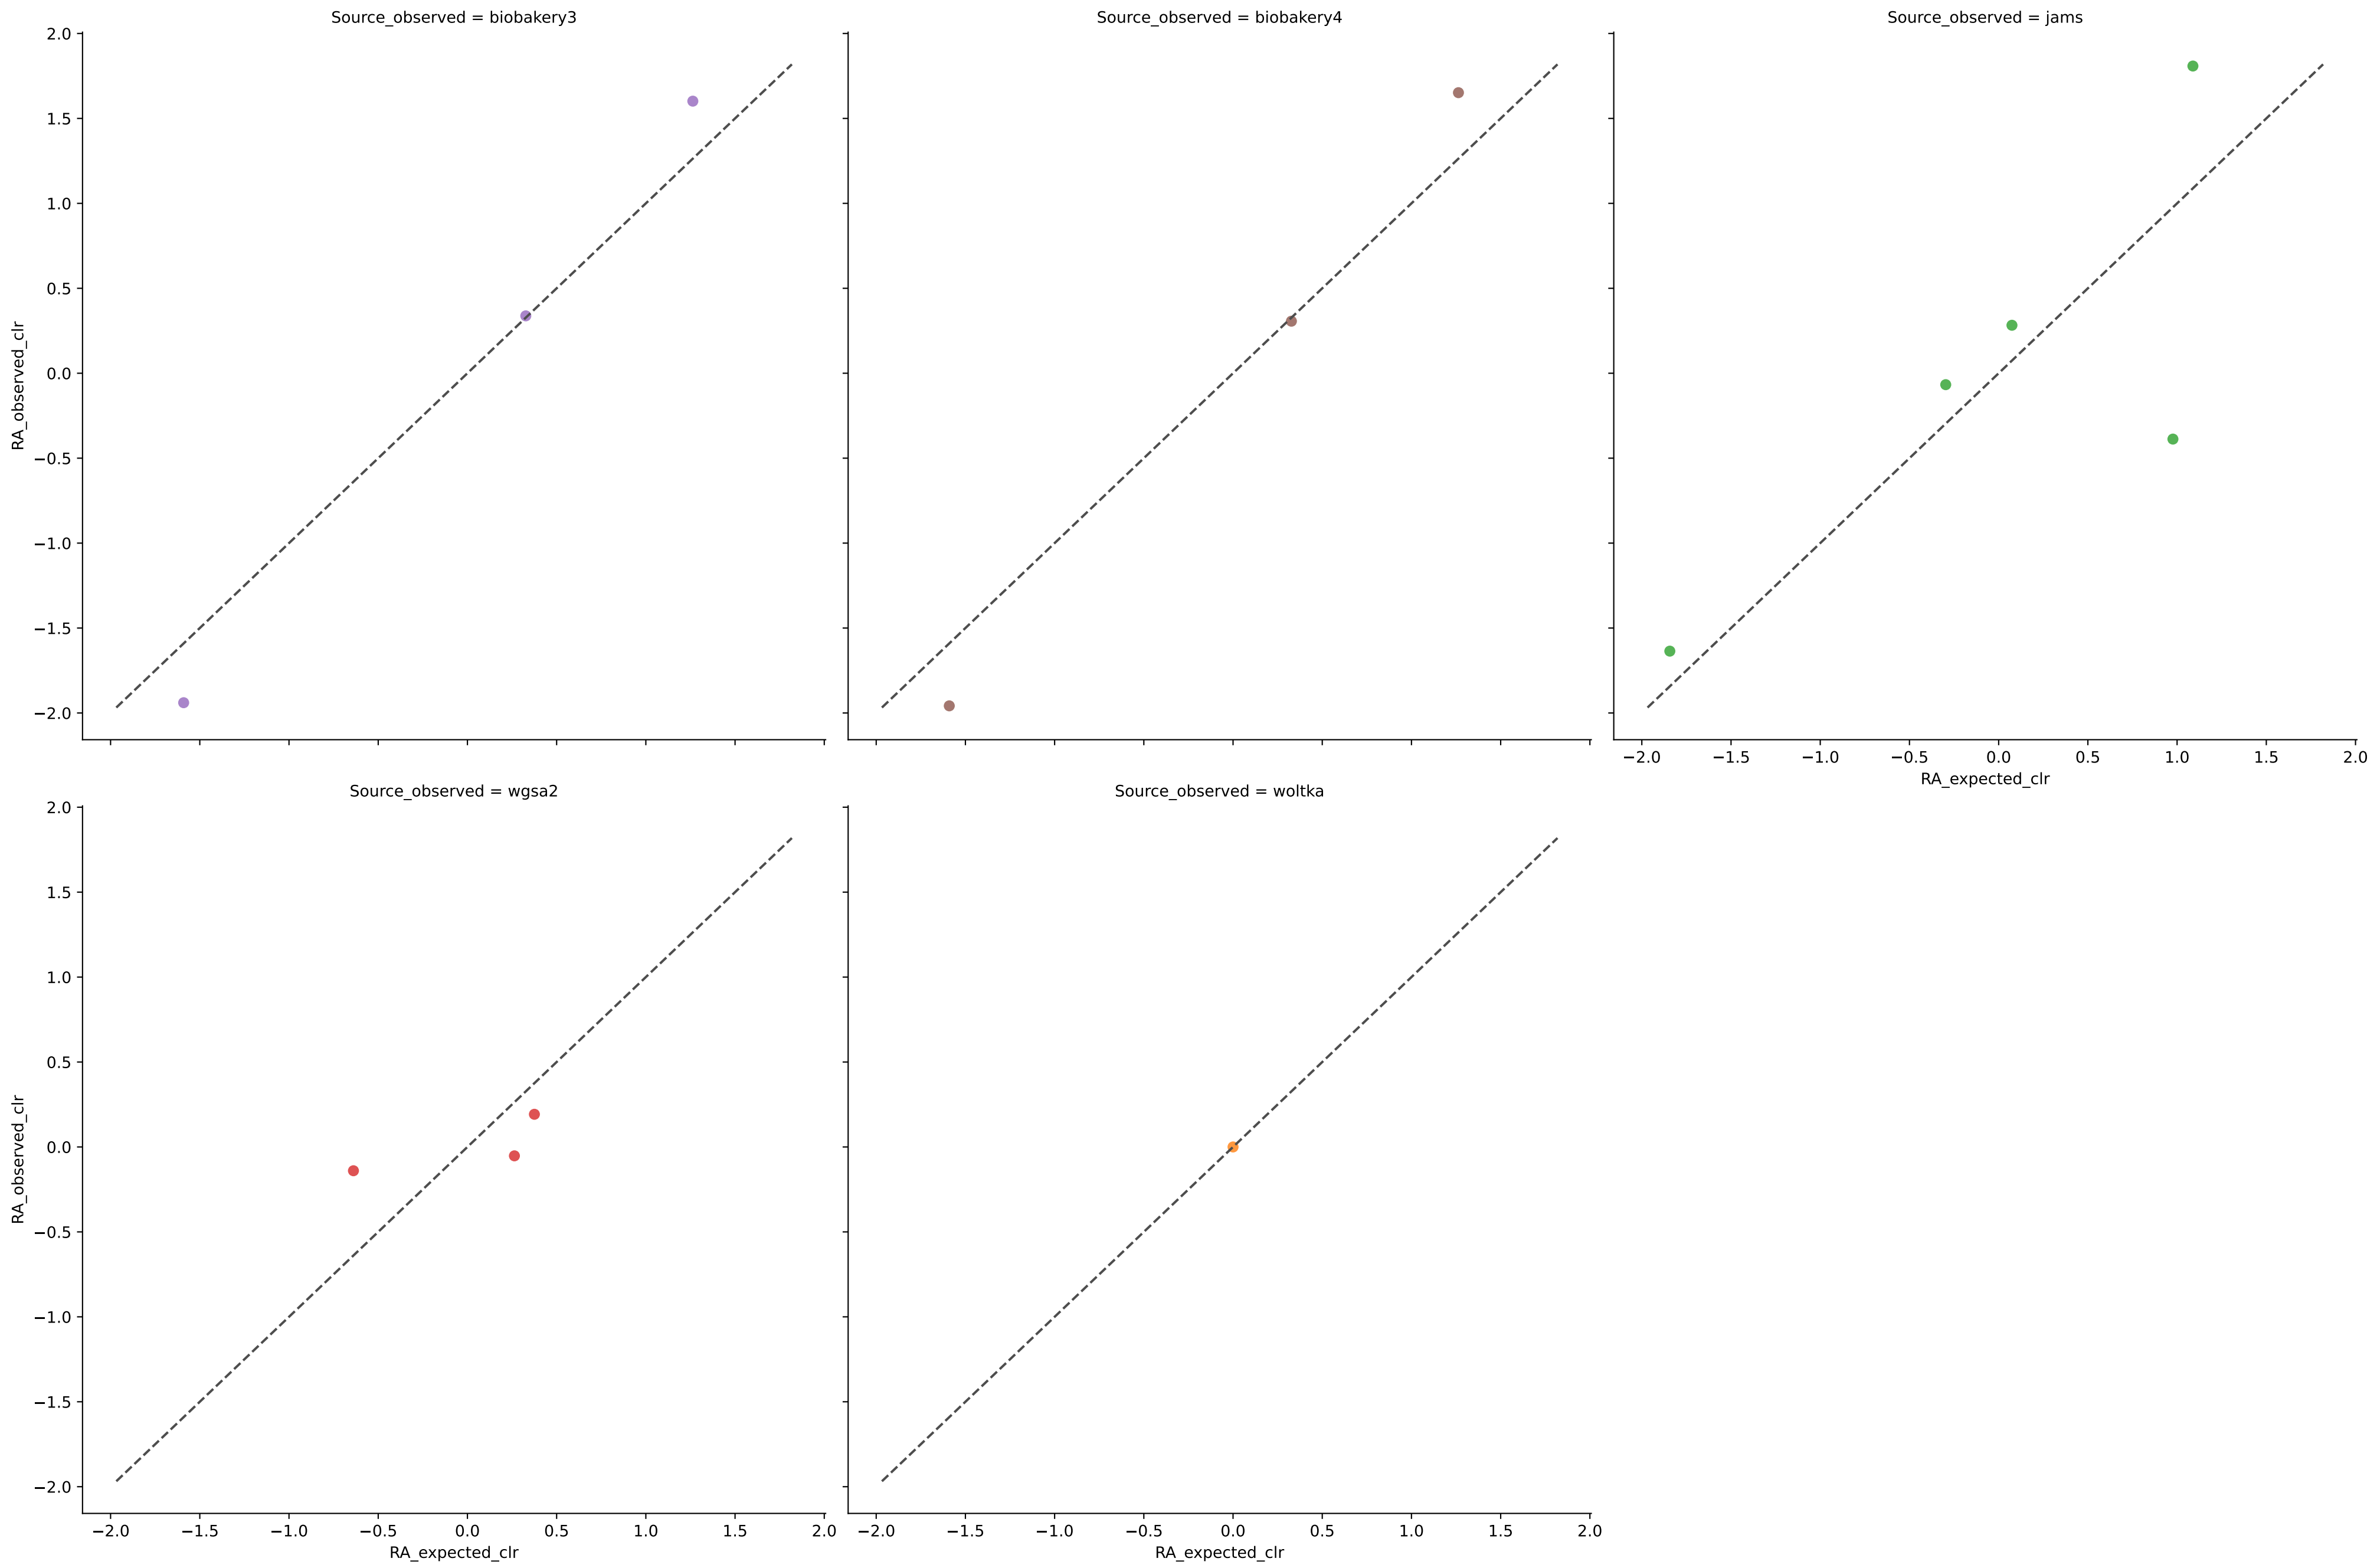 Source_observed = biobakery3
Source_observed = biobakery4
Source_observed = jams
2.0
1.5
1.0
0.5
0.0
−0.5
−1.0
−1.5
−2.0
RA_observed_clr
−2.0 −1.5 −1.0 −0.5 0.0 0.5 1.0 1.5 2.0
RA_expected_clr
Source_observed = wgsa2
Source_observed = woltka
2.0
1.5
1.0
0.5
0.0
−0.5
−1.0
−1.5
−2.0
RA_observed_clr
−2.0 −1.5 −1.0 −0.5 0.0 0.5 1.0 1.5 2.0
RA_expected_clr
−2.0 −1.5 −1.0 −0.5 0.0 0.5 1.0 1.5 2.0
RA_expected_clr